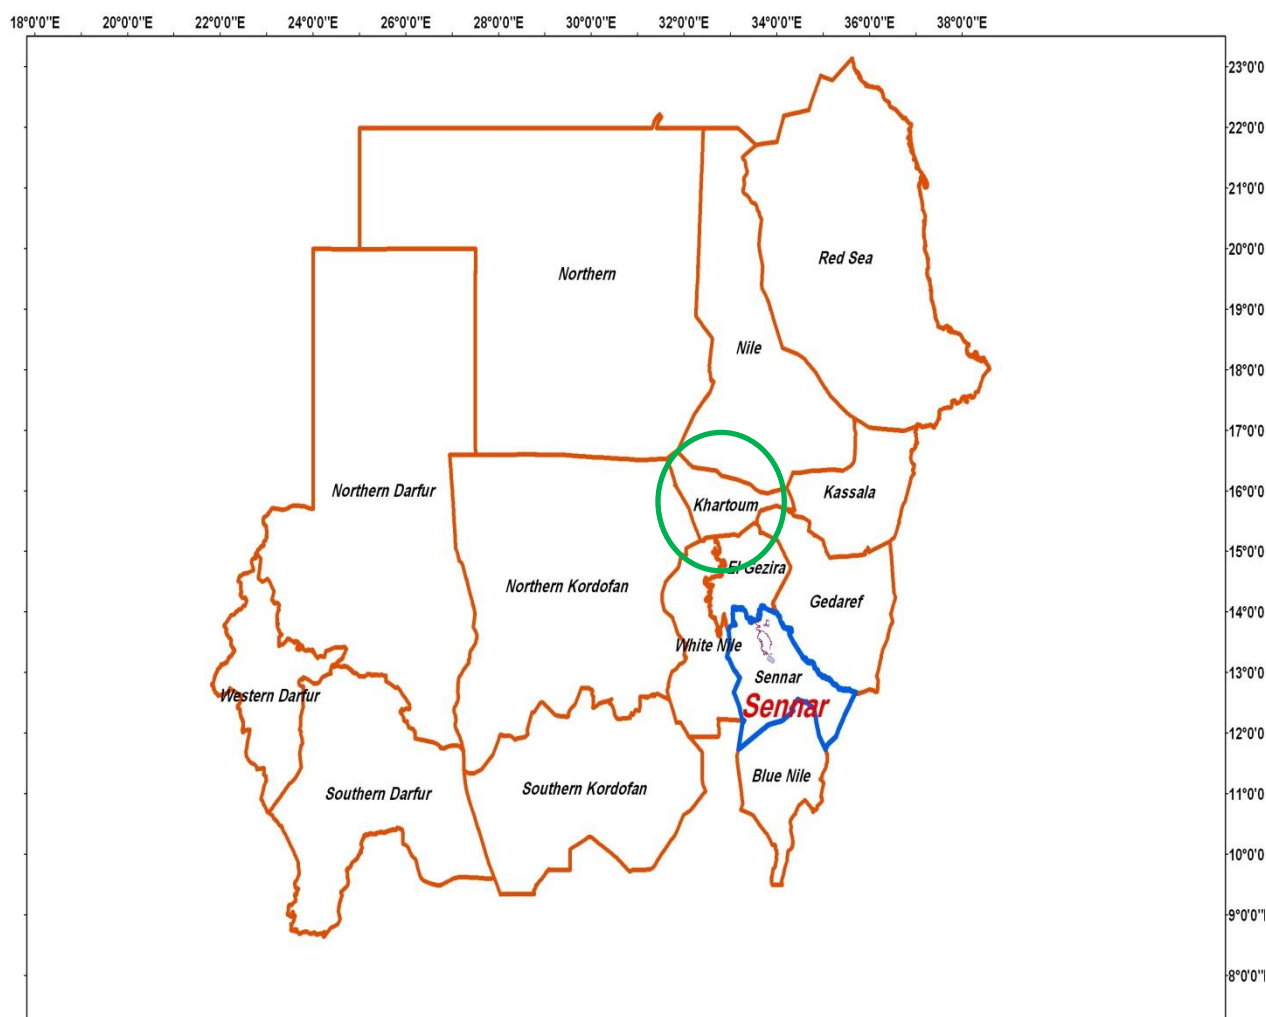 18°0'0"E 20°0'0"E 22°0'0"E 24°0'0"E 26°0'0"E 28°0'0"E 30°0'0"E 32°0'0"E 34°0'0"E 36°0'0"E 38°0'0"E
23°0'0
22°0'0
21°0'0
20°0'0
19°0'0
18°0'0
17°0'0
16°0'0
15°0'0
14°0'0
13°0'0
12°0'0
11°0'0
10°0'0
9°0'0"
8°0'0"
Red Sea
Northern
Nile
Northern Darfur
Kassala
Khartoum
El Gezira
Northern Kordofan
Gedaref
White Nile
Sennar
Western Darfur
Sennar
Blue Nile
Southern Kordofan
Southern Darfur